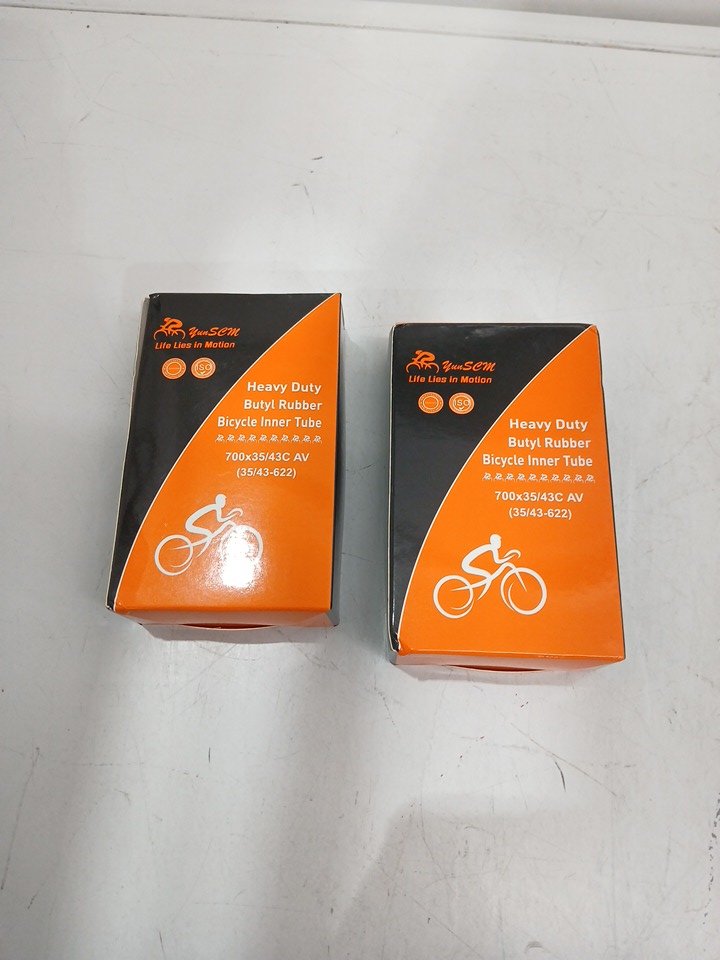 YunSCM
Life Lies in Motion
ISO
Heavy Duty
Butyl Rubber
Bicycle Inner Tube
700x35/43C AV
(35/43-622)
YunSCM
Life Lies in Motion
ISO
Heavy Duty
Butyl Rubber
Bicycle Inner Tube
700x35/43C AV
(35/43-622)